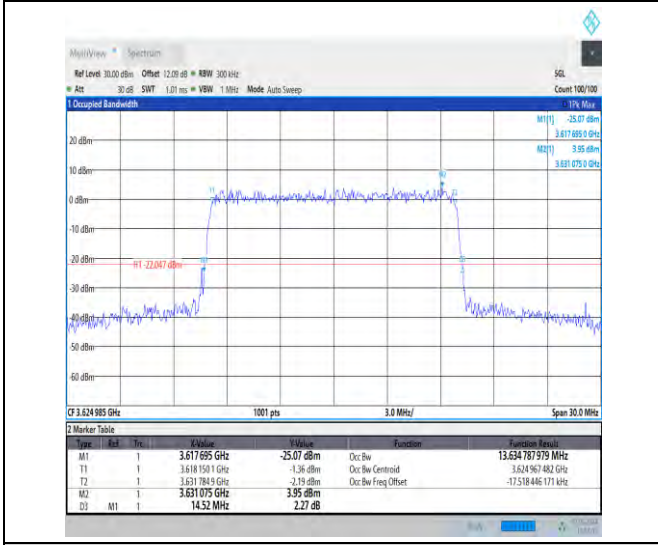 MultiView Spectrum
Ref Level 30.00 dBm Offset 12.09 dB RBW 300 kHz SGL
Att 30 dB SWT 1.01 ms VBW 1 MHz Mode Auto Sweep Count 100/100
1 Occupied Bandwidth 1Pk Max
M1[1] -25.07 dBm
3.617 695 0 GHz
20 dBm M2[1] 3.95 dBm
3.631 075 0 GHz
10 dBm
M2
T1 T2
0 dBm
-10 dBm
-20 dBm
H1 -22.047 dBm
-30 dBm
-40 dBm
-50 dBm
-60 dBm
CF 3.624 985 GHz 1001 pts 3.0 MHz/ Span 30.0 MHz
2 Marker Table
Type Ref Trc X-Value Y-Value Function Function Result
M1 1 3.617695 GHz -25.07 dBm Occ Bw 13.634 787 979 MHz
T1 1 3.618 150 1 GHz -1.36 dBm Occ Bw Centroid 3.624 967 482 GHz
T2 1 3.631 784 9 GHz -2.19 dBm Occ Bw Freq Offset -17.518 446 171 kHz
M2 1 3.631075 GHz 3.95 dBm
D3 M1 1 14.52 MHz 2.27 dB